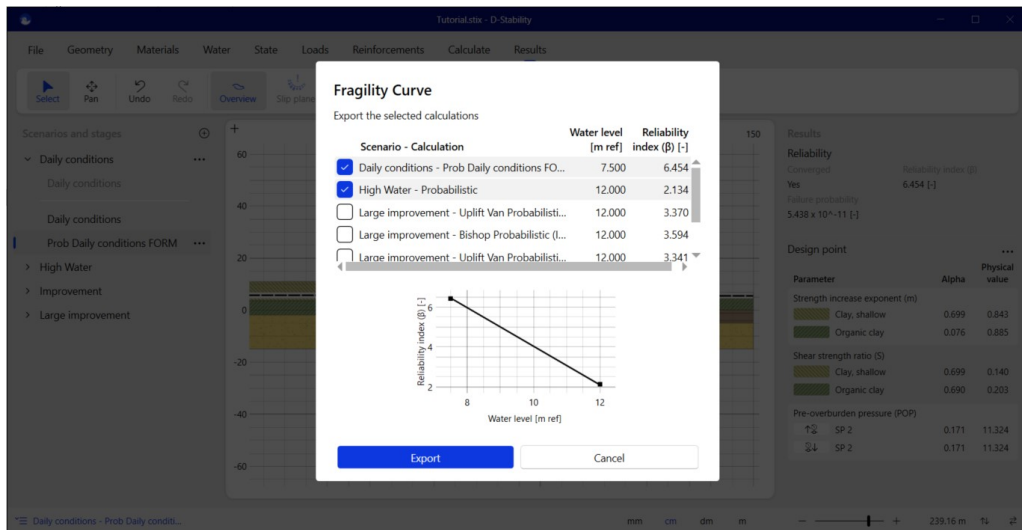 Tutorial.stix - D-Stability
File Geometry Materials Water State Loads Reinforcements Calculate Results
Select Pan Undo Redo Overview Slip plane
Scenarios and stages
Daily conditions
Daily conditions
Daily conditions
Prob Daily conditions FORM
High Water
Improvement
Large improvement
60
40
20
0
-20
-40
-60
150
Fragility Curve
Export the selected calculations
Scenario - Calculation Water level [m ref] Reliability index (β) [-]
Daily conditions - Prob Daily conditions FO... 7.500 6.454
High Water - Probabilistic 12.000 2.134
Large improvement - Uplift Van Probabilisti... 12.000 3.370
Large improvement - Bishop Probabilistic (I... 12.000 3.594
Large improvement - Uplift Van Probabilisti... 12.000 3.341
Reliability index (β) [-]
6
4
2
8 10 12
Water level [m ref]
Export Cancel
Results
Reliability
Converged Reliability index (β)
Yes 6.454 [-]
Failure probability
5.438 x 10^-11 [-]
Design point
Parameter Alpha Physical value
Strength increase exponent (m)
Clay, shallow 0.699 0.843
Organic clay 0.076 0.885
Shear strength ratio (S)
Clay, shallow 0.699 0.140
Organic clay 0.690 0.203
Pre-overburden pressure (POP)
SP 2 0.171 11.324
SP 2 0.171 11.324
Daily conditions - Prob Daily conditi...
mm cm dm m
239.16 m